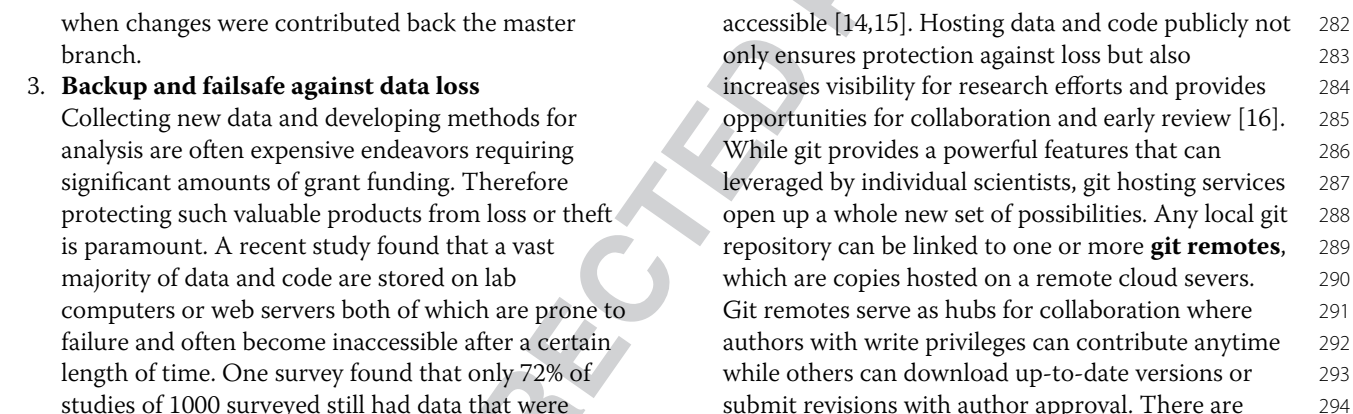 when changes were contributed back the master
branch.
3. Backup and failsafe against data loss
Collecting new data and developing methods for
analysis are often expensive endeavors requiring
significant amounts of grant funding. Therefore
protecting such valuable products from loss or theft
is paramount. A recent study found that a vast
majority of data and code are stored on lab
computers or web servers both of which are prone to
failure and often become inaccessible after a certain
length of time. One survey found that only 72% of
studies of 1000 surveyed still had data that were
accessible [14,15]. Hosting data and code publicly not 282
only ensures protection against loss but also 283
increases visibility for research efforts and provides 284
opportunities for collaboration and early review [16]. 285
While git provides a powerful features that can 286
leveraged by individual scientists, git hosting services 287
open up a whole new set of possibilities. Any local git 288
repository can be linked to one or more git remotes, 289
which are copies hosted on a remote cloud severs. 290
Git remotes serve as hubs for collaboration where 291
authors with write privileges can contribute anytime 292
while others can download up-to-date versions or 293
submit revisions with author approval. There are 294
RECTED